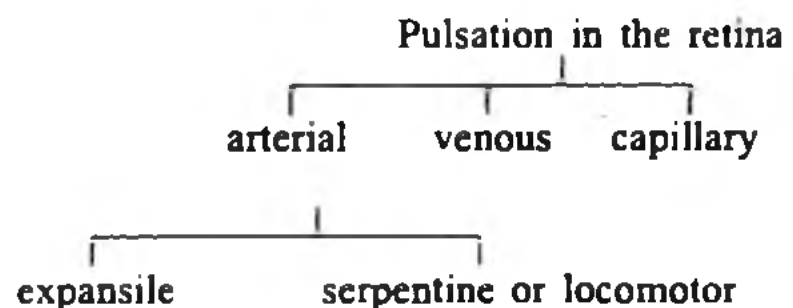 Pulsation in the retina
arterial venous capillary
expansile serpentine or locomotor